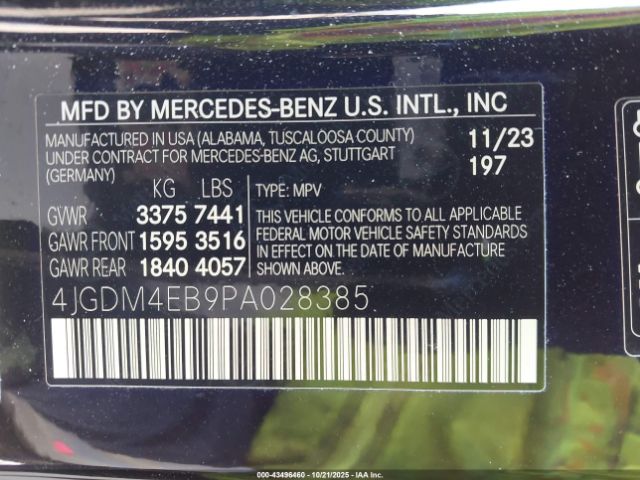 MFD BY MERCEDES-BENZ U.S. INTL., INC
MANUFACTURED IN USA (ALABAMA, TUSCALOOSA COUNTY) 11/23
UNDER CONTRACT FOR MERCEDES-BENZ AG, STUTTGART 197
(GERMANY)
KG LBS TYPE: MPV
GVWR 3375 7441
GAWR FRONT 1595 3516
GAWR REAR 1840 4057
THIS VEHICLE CONFORMS TO ALL APPLICABLE
FEDERAL MOTOR VEHICLE SAFETY STANDARDS
IN EFFECT ON THE DATE OF MANUFACTURE
SHOWN ABOVE.
4JGDM4EB9PA028385
000-43496460 | 10/21/2025 | IAAI.COM